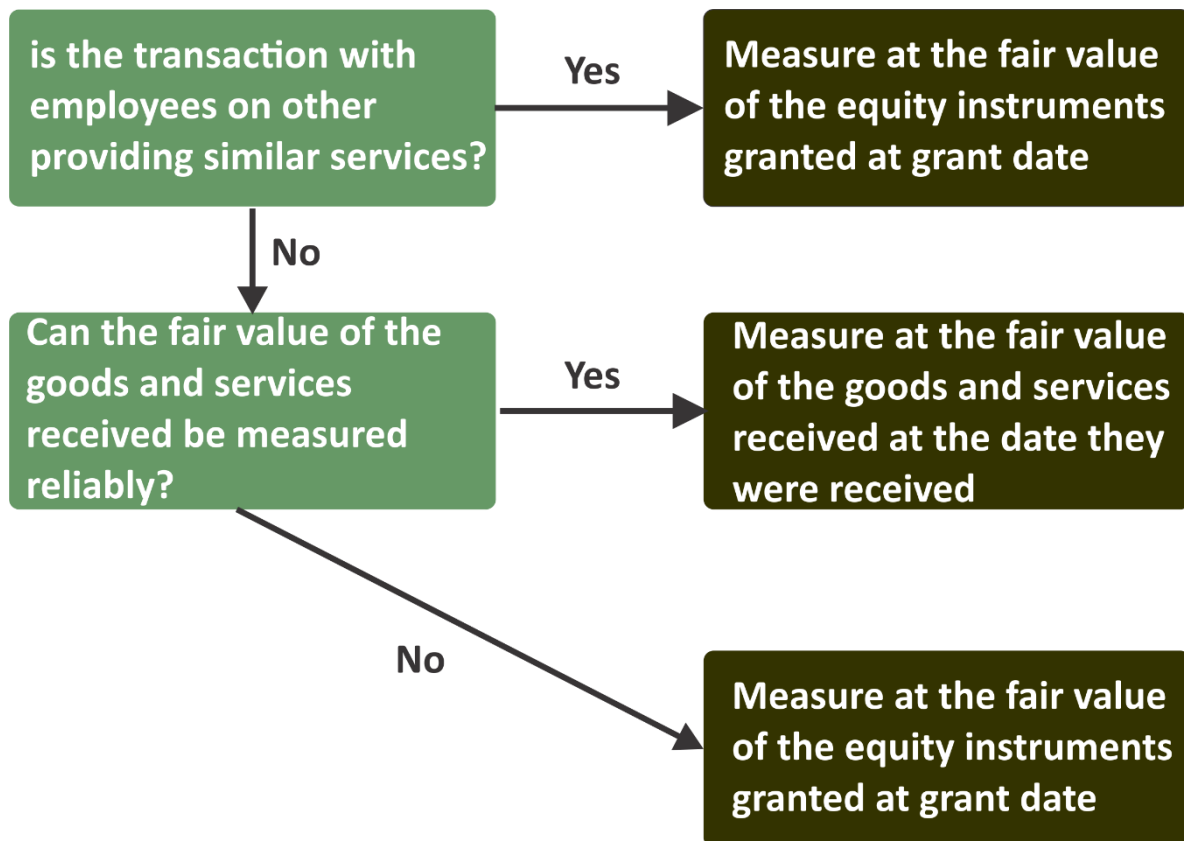 is the transaction with
employees on other
providing similar services?
Yes
Measure at the fair value
of the equity instruments
granted at grant date
No
Can the fair value of the
goods and services
received be measured
reliably?
Yes
Measure at the fair value
of the goods and services
received at the date they
were received
No
Measure at the fair value
of the equity instruments
granted at grant date